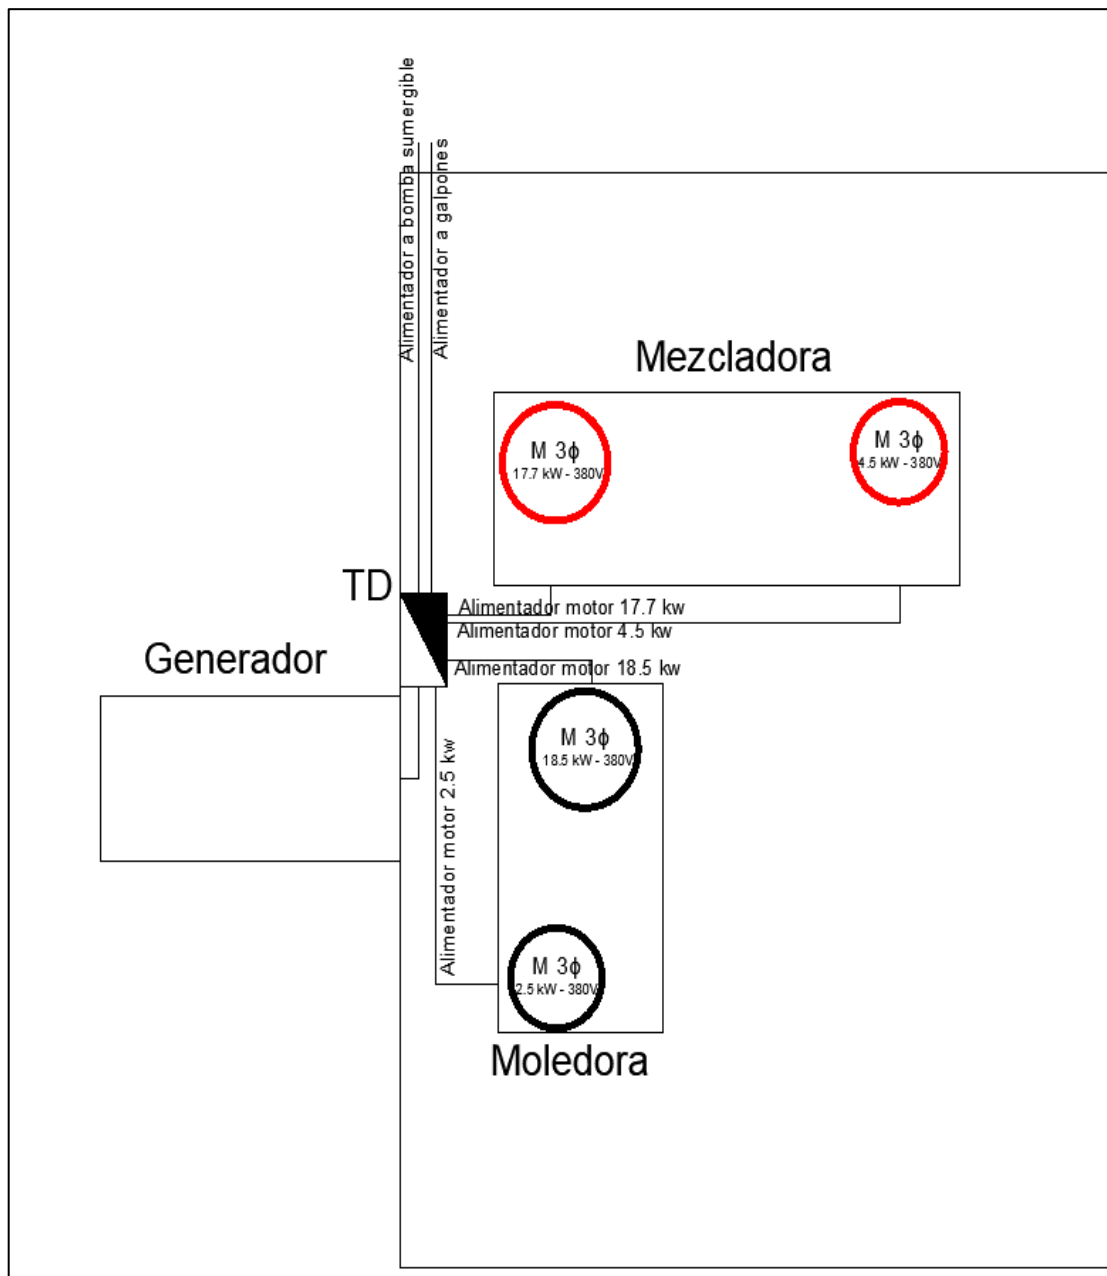 Alimentador a bomba sumergible
Alimentador a galpones
Mezcladora
M 3ϕ
17.7 kW - 380V
M 3ϕ
4.5 kW - 380V
TD
Alimentador motor 17.7 kw
Alimentador motor 4.5 kw
Alimentador motor 18.5 kw
Generador
M 3ϕ
18.5 kW - 380V
Alimentador motor 2.5 kw
M 3ϕ
2.5 kW - 380V
Moledora